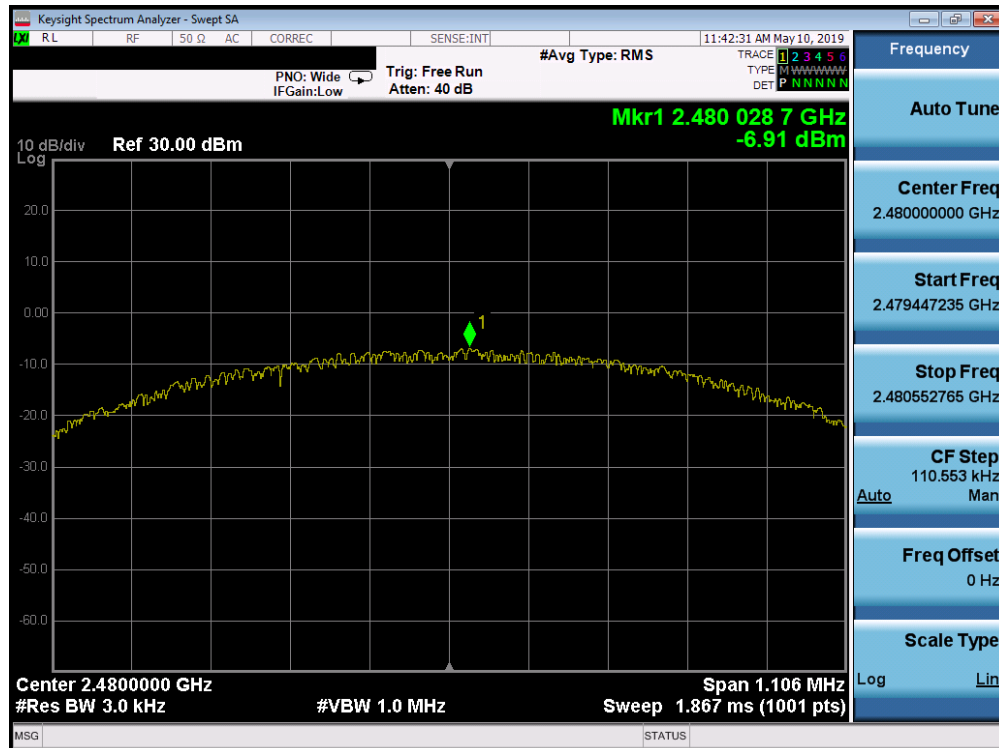 Keysight Spectrum Analyzer - Swept SA
LXI RL RF 50 Ω AC CORREC SENSE:INT 11:42:31 AM May 10, 2019
#Avg Type: RMS TRACE 1 2 3 4 5 6
PNO: Wide Trig: Free Run TYPE M WWWWW
IFGain:Low Atten: 40 dB DET P N N N N N
Mkr1 2.480 028 7 GHz
-6.91 dBm
10 dB/div Ref 30.00 dBm
Log
20.0
10.0
0.00
1
-10.0
-20.0
-30.0
-40.0
-50.0
-60.0
Center 2.4800000 GHz Span 1.106 MHz
#Res BW 3.0 kHz #VBW 1.0 MHz Sweep 1.867 ms (1001 pts)
MSG STATUS
Frequency
Auto Tune
Center Freq
2.480000000 GHz
Start Freq
2.479447235 GHz
Stop Freq
2.480552765 GHz
CF Step
110.553 kHz
Auto Man
Freq Offset
0 Hz
Scale Type
Log Lin